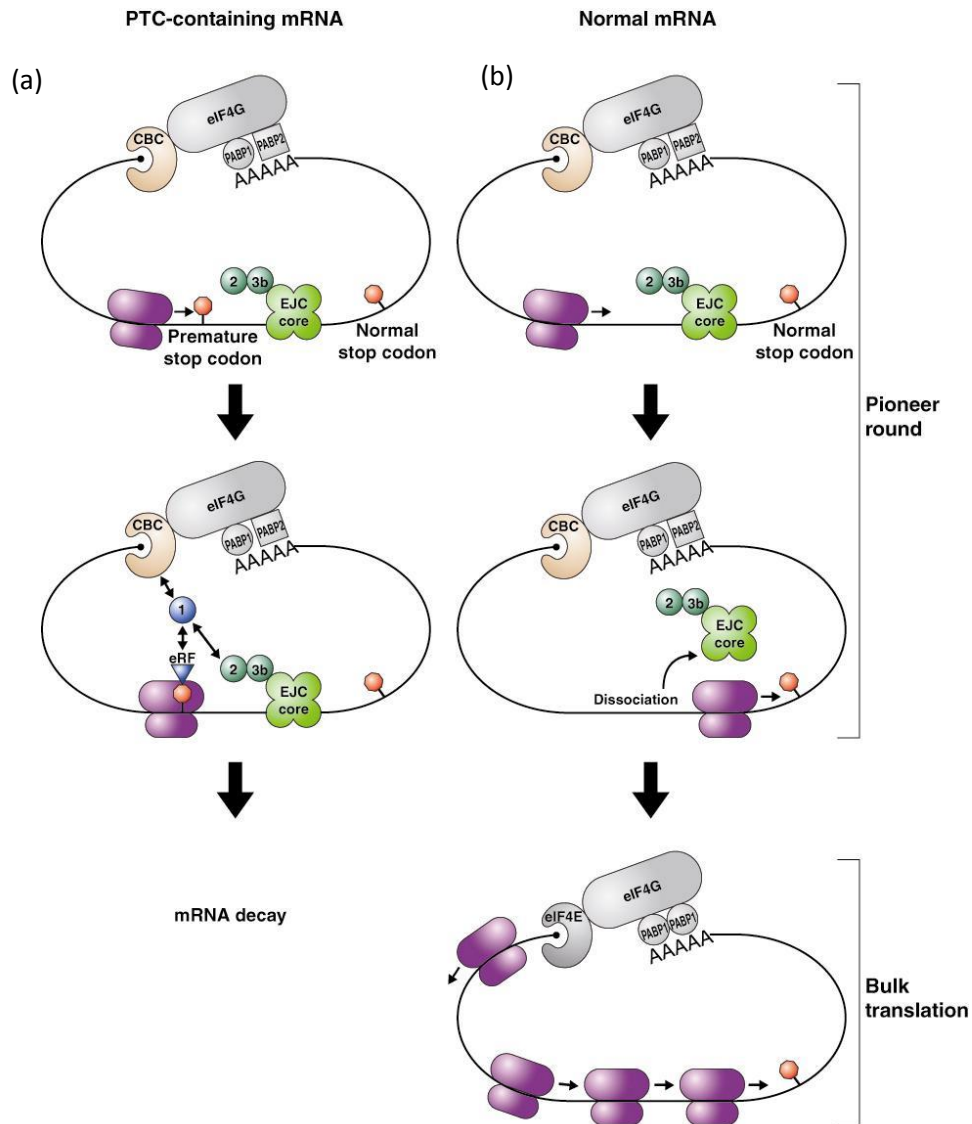 PTC-containing mRNA
Normal mRNA
(a)
(b)
eIF4G
CBC
PABP1
PABP2
AAAAA
2
3b
EJC
core
Premature
stop codon
Normal
stop codon
eIF4G
CBC
PABP1
PABP2
AAAAA
2
3b
EJC
core
Normal
stop codon
Pioneer
round
eIF4G
CBC
PABP1
PABP2
AAAAA
1
eRF
2
3b
EJC
core
eIF4G
CBC
PABP1
PABP2
AAAAA
2
3b
EJC
core
Dissociation
mRNA decay
eIF4G
eIF4E
PABP1
PABP1
AAAAA
Bulk
translation